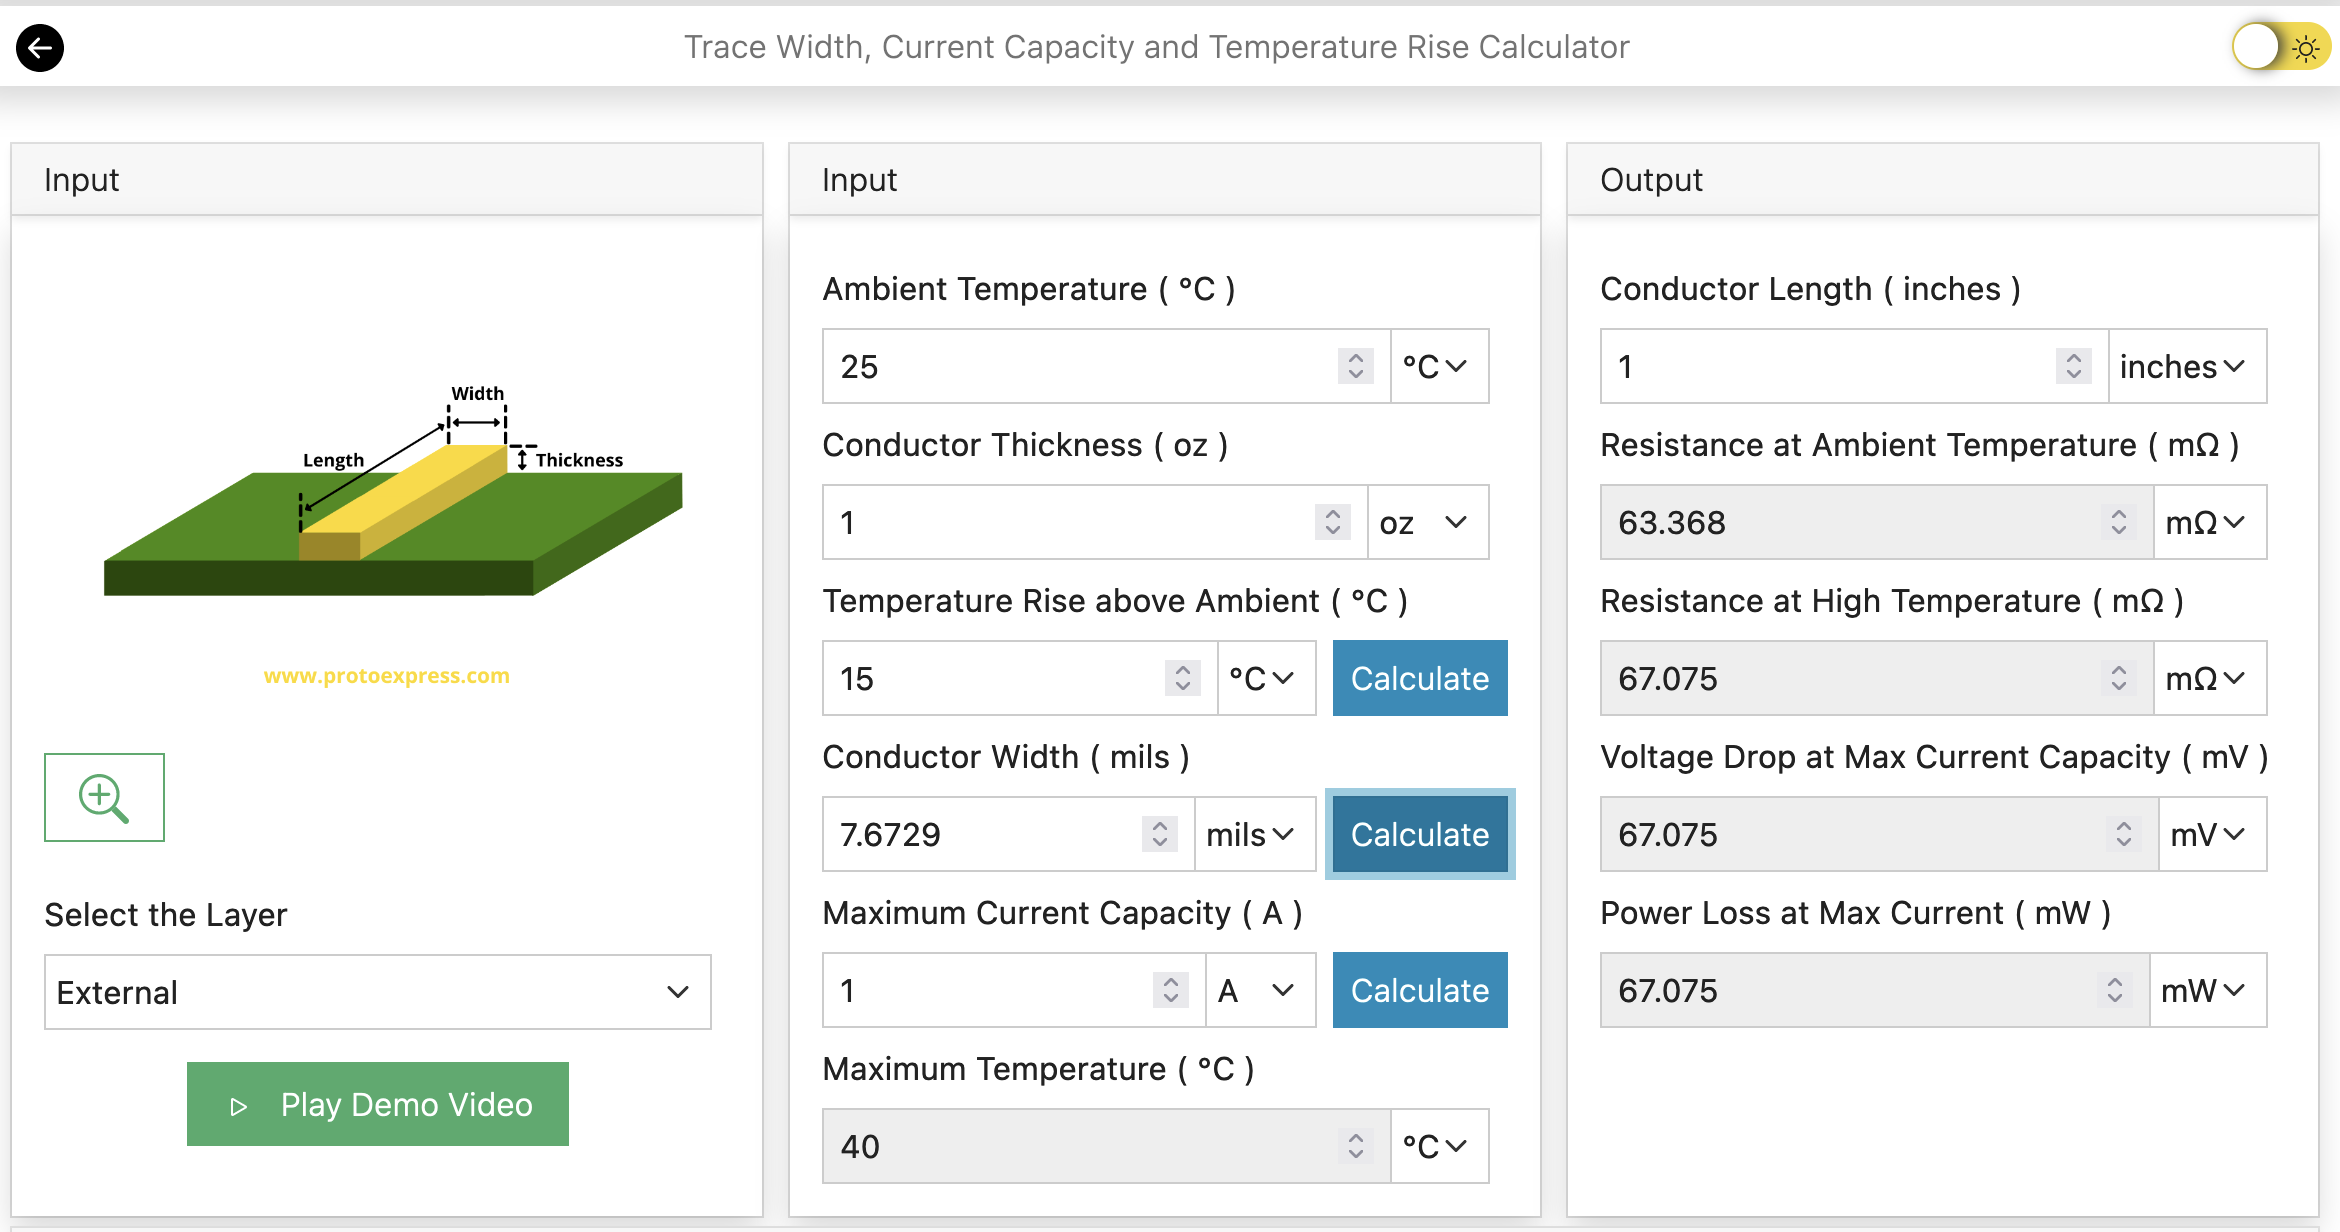 Trace Width, Current Capacity and Temperature Rise Calculator
Input
Width
Length
Thickness
www.protoexpress.com
Select the Layer
External
Play Demo Video
Input
Ambient Temperature ( °C )
25 °C
Conductor Thickness ( oz )
1 oz
Temperature Rise above Ambient ( °C )
15 °C Calculate
Conductor Width ( mils )
7.6729 mils Calculate
Maximum Current Capacity ( A )
1 A Calculate
Maximum Temperature ( °C )
40 °C
Output
Conductor Length ( inches )
1 inches
Resistance at Ambient Temperature ( mΩ )
63.368 mΩ
Resistance at High Temperature ( mΩ )
67.075 mΩ
Voltage Drop at Max Current Capacity ( mV )
67.075 mV
Power Loss at Max Current ( mW )
67.075 mW